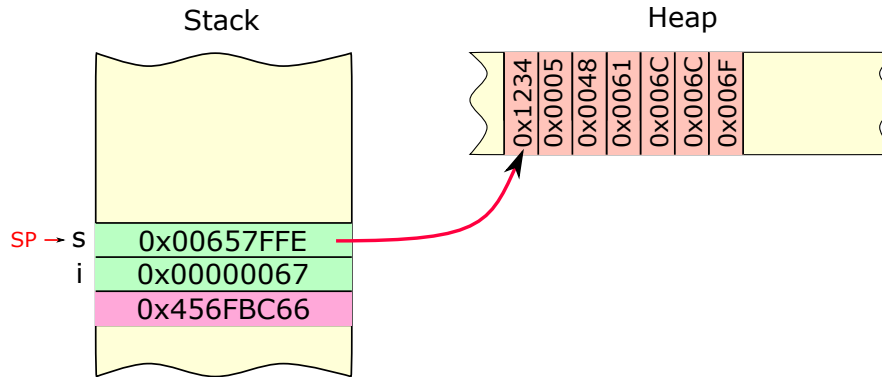 Stack
Heap
0x1234
0x0005
0x0048
0x0061
0x006C
0x006C
0x006F
SP s 0x00657FFE
i 0x00000067
0x456FBC66